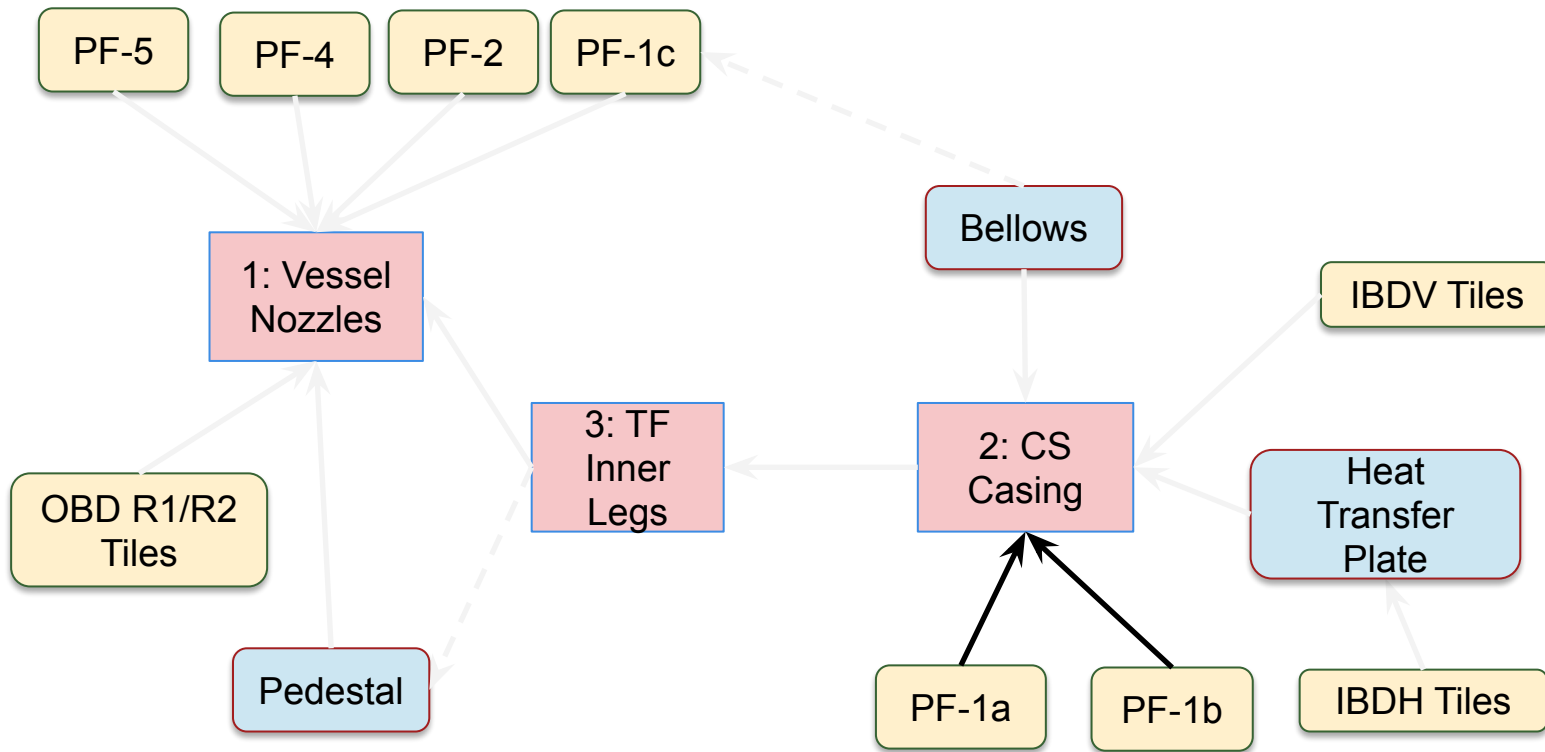 PF-5
PF-4
PF-2
PF-1c
Bellows
1: Vessel
Nozzles
IBDV Tiles
3: TF
Inner
Legs
2: CS
Casing
Heat
Transfer
Plate
OBD R1/R2
Tiles
Pedestal
PF-1a
PF-1b
IBDH Tiles